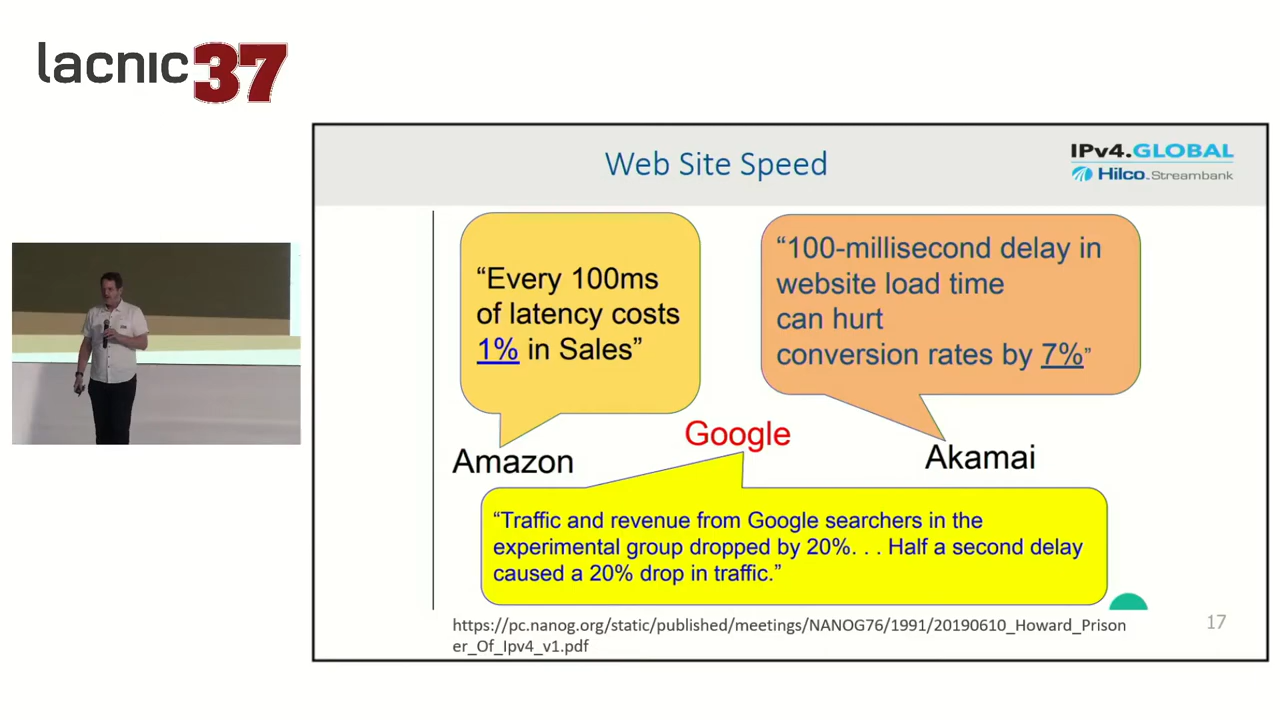 lacnic37
Web Site Speed
IPv4.GLOBAL
Hilco Streambank
“Every 100ms
of latency costs
1% in Sales”
“100-millisecond delay in
website load time
can hurt
conversion rates by 7%”
Google
Amazon
Akamai
“Traffic and revenue from Google searchers in the
experimental group dropped by 20%. . . Half a second delay
caused a 20% drop in traffic.”
https://pc.nanog.org/static/published/meetings/NANOG76/1991/20190610_Howard_Prison
er_Of_Ipv4_v1.pdf
17